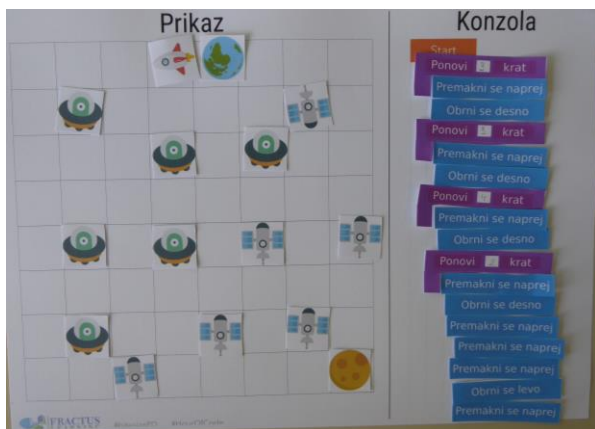 Prikaz
Konzola
Start
Ponovi krat
Premakni se naprej
Obrni se desno
Ponovi krat
Premakni se naprej
Obrni se desno
Ponovi krat
Premakni se naprej
Obrni se desno
Ponovi krat
Premakni se naprej
Obrni se desno
Premakni se naprej
Premakni se naprej
Premakni se naprej
Obrni se levo
Premakni se naprej
FRACTUS